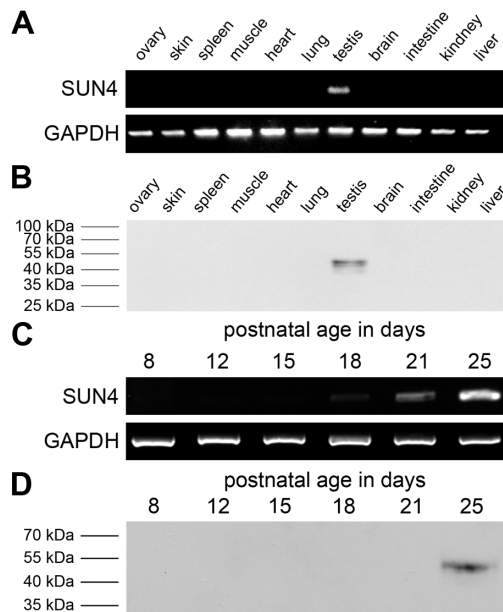 A
ovary skin spleen muscle heart lung testis brain intestine kindney liver
SUN4
GAPDH
B
ovary skin spleen muscle heart lung testis brain intestine kidney liver
100 kDa
70 kDa
55 kDa
40 kDa
35 kDa
25 kDa
C
postnatal age in days
8 12 15 18 21 25
SUN4
GAPDH
D
postnatal age in days
8 12 15 18 21 25
70 kDa
55 kDa
40 kDa
35 kDa